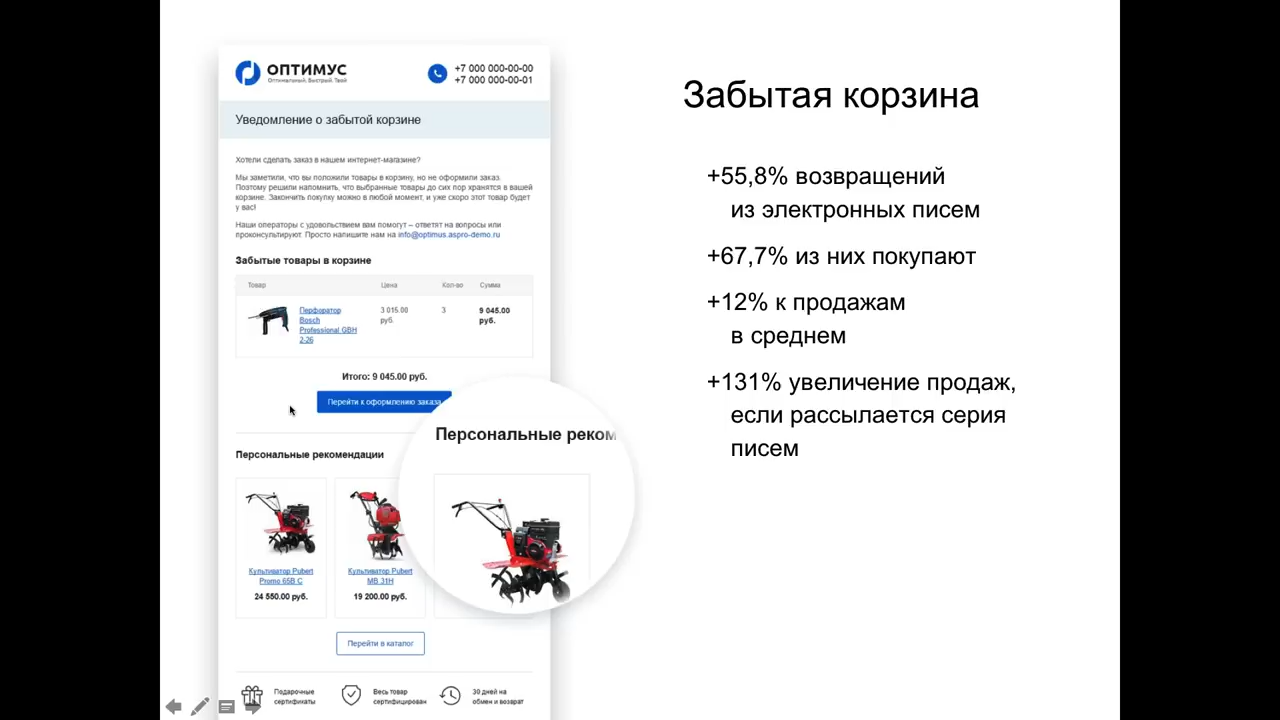 ОПТИМУС
Оптимальный. Быстрый. Твой
+7 000 000-00-00
+7 000 000-00-01
Уведомление о забытой корзине
Хотели сделать заказ в нашем интернет-магазине?
Мы заметили, что вы положили товары в корзину, но не оформили заказ.
Поэтому решили напомнить, что выбранные товары до сих пор хранятся в вашей
корзине. Закончить покупку можно в любой момент, и уже скоро этот товар будет
у вас!
Наши операторы с удовольствием вам помогут – ответят на вопросы или
проконсультируют. Просто напишите нам на info@optimus.aspro-demo.ru
Забытые товары в корзине
Товар Цена Кол-во Сумма
Перфоратор
Bosch
Professional GBH
2-26
3 015.00
руб.
3
9 045.00
руб.
Итого: 9 045.00 руб.
Перейти к оформлению заказа
Персональные рекомендации
Культиватор Pubert
Promo 65B C
24 550.00 руб.
Культиватор Pubert
MB 31H
19 200.00 руб.
Персональные реком
Перейти в каталог
Подарочные
сертификаты
Весь товар
сертифицирован
30 дней на
обмен и возврат
Забытая корзина
+55,8% возвращений
из электронных писем
+67,7% из них покупают
+12% к продажам
в среднем
+131% увеличение продаж,
если рассылается серия
писем